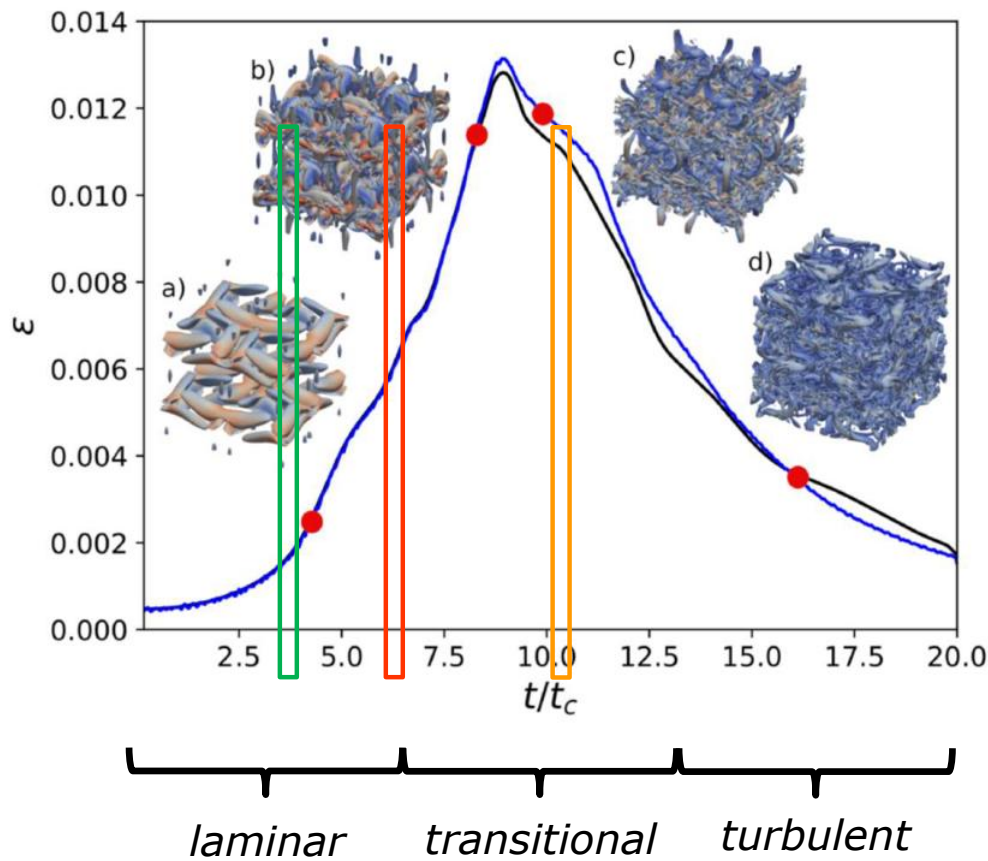 0.014
0.012
0.010
0.008
0.006
0.004
0.002
0.000
ε
b)
c)
a)
d)
2.5 5.0 7.5 10.0 12.5 15.0 17.5 20.0
t/t_c
laminar transitional turbulent